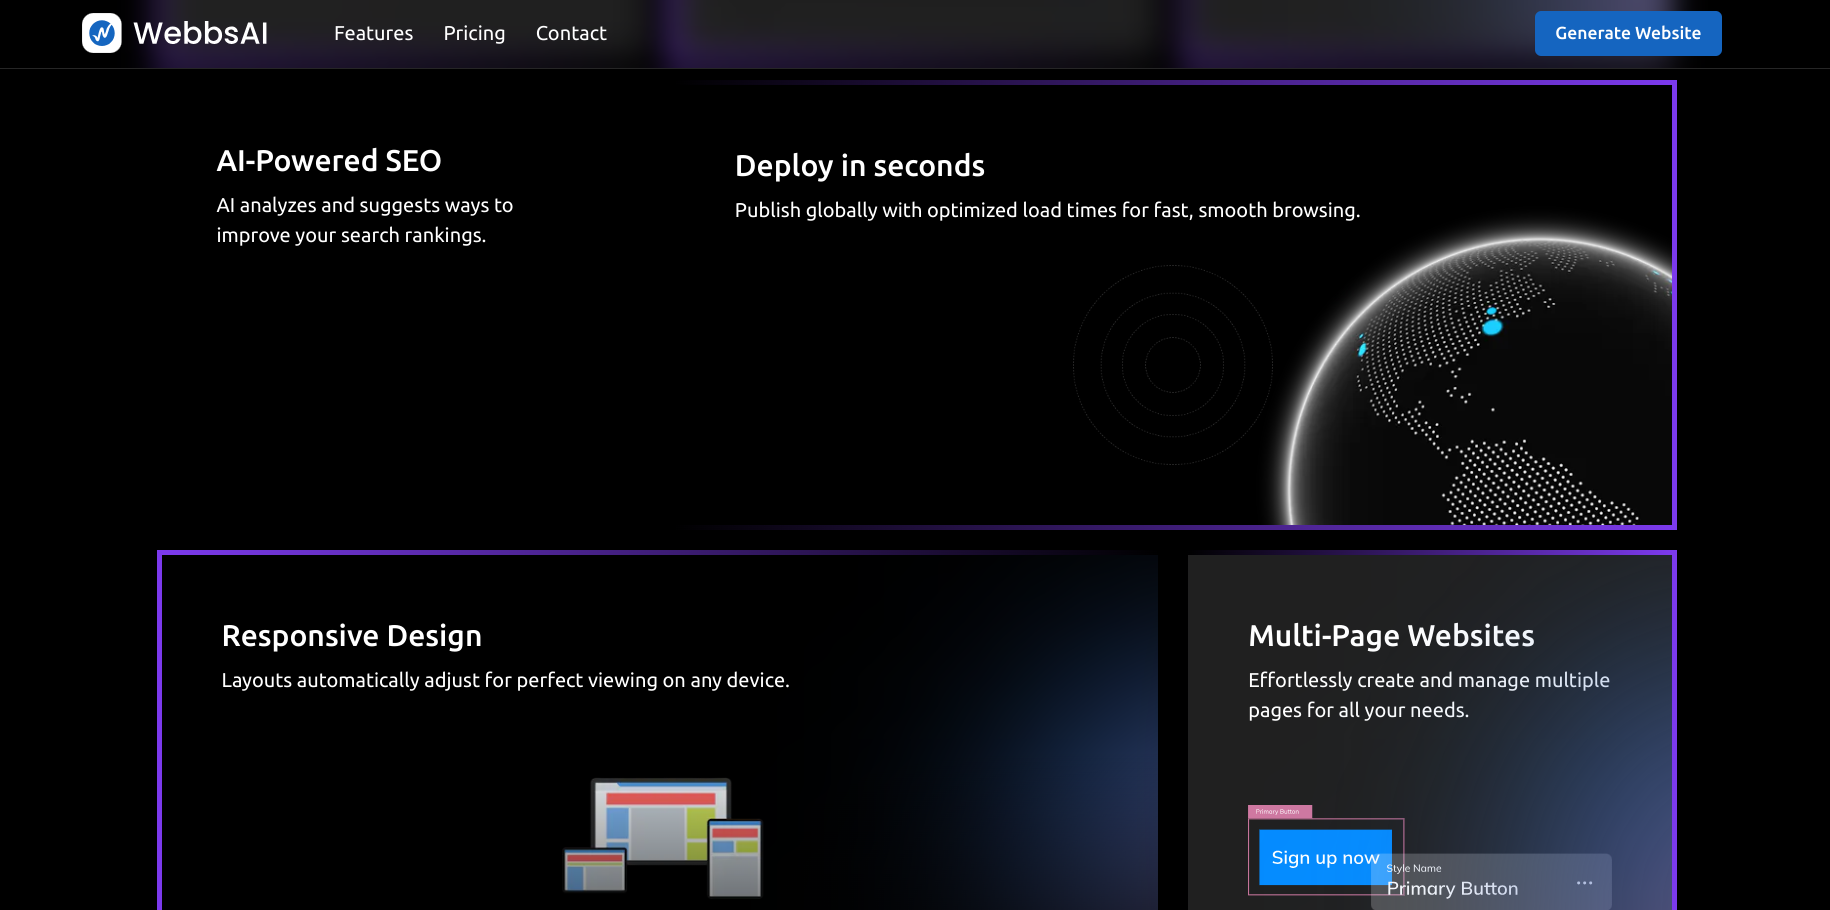 WebbsAI
Features
Pricing
Contact
Generate Website
AI-Powered SEO
AI analyzes and suggests ways to
improve your search rankings.
Deploy in seconds
Publish globally with optimized load times for fast, smooth browsing.
Responsive Design
Layouts automatically adjust for perfect viewing on any device.
Multi-Page Websites
Effortlessly create and manage multiple
pages for all your needs.
Primary Button
Sign up now
Style Name
Primary Button